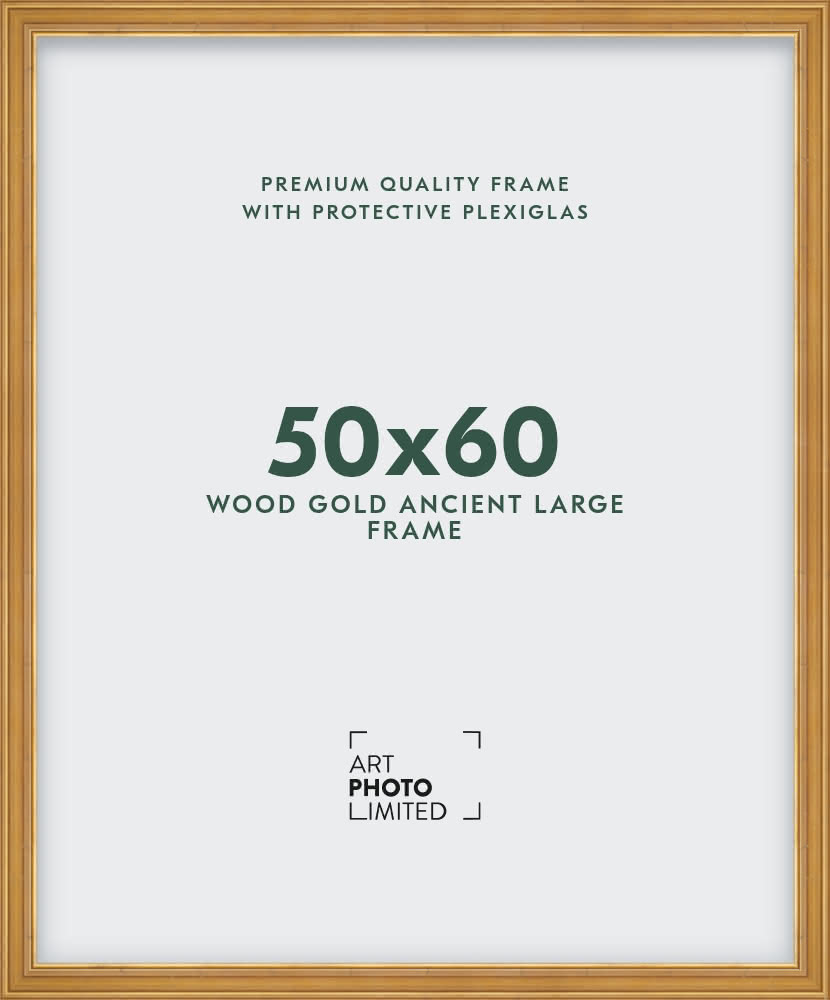 PREMIUM QUALITY FRAME
WITH PROTECTIVE PLEXIGLAS
50x60
WOOD GOLD ANCIENT LARGE
FRAME
ART
PHOTO
LIMITED